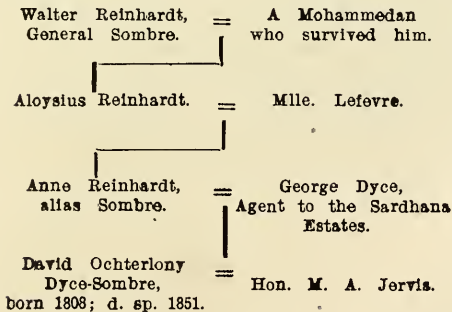 Walter Reinhardt, = A Mohammedan
General Sombre. who survived him.
Aloysius Reinhardt. = Mlle. Lefevre.
Anne Reinhardt, = George Dyce,
alias Sombre. Agent to the Sardhana
Estates.
David Ochterlony
Dyce-Sombre, = Hon. M. A. Jervis.
born 1808; d. sp. 1851.